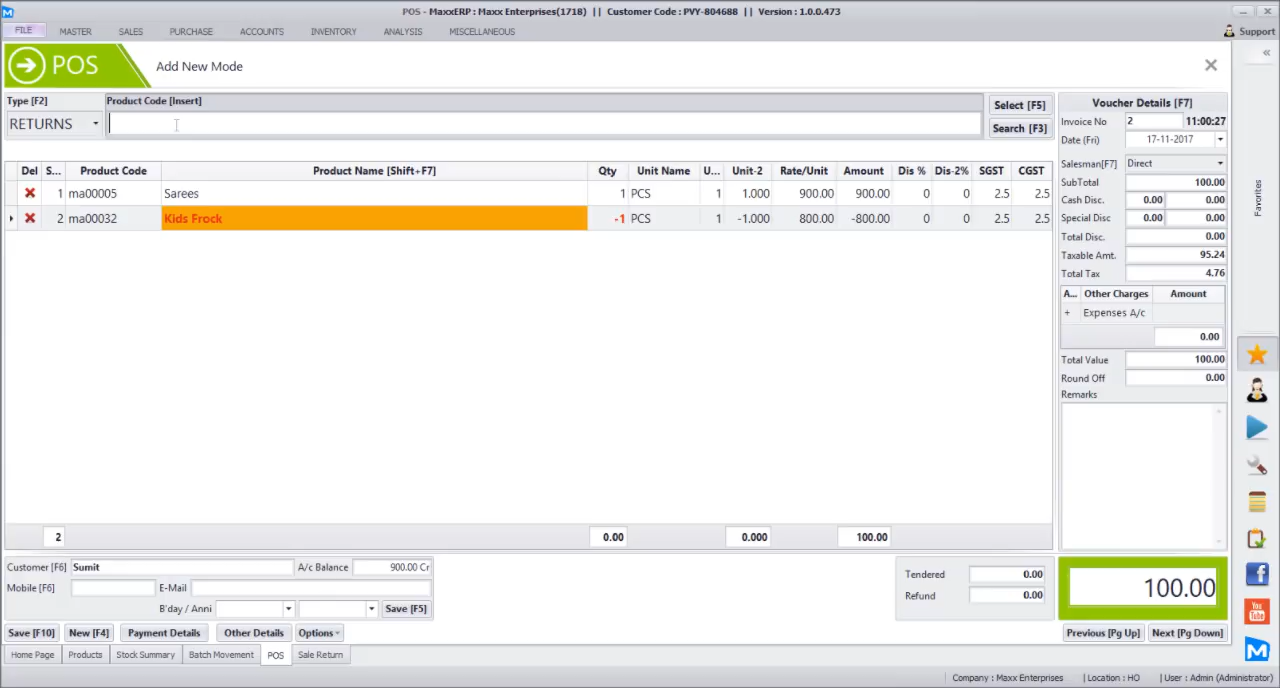 POS - MaxxERP : Maxx Enterprises(1718) || Customer Code : PVY-804688 || Version : 1.0.0.473
FILE MASTER SALES PURCHASE ACCOUNTS INVENTORY ANALYSIS MISCELLANEOUS Support
POS Add New Mode
Type [F2] Product Code [Insert]
RETURNS
Select [F5]
Search [F3]
Del S... Product Code Product Name [Shift+F7] Qty Unit Name U... Unit-2 Rate/Unit Amount Dis % Dis-2% SGST CGST
1 ma00005 Sarees 1 PCS 1 1.000 900.00 900.00 0 0 2.5 2.5
2 ma00032 Kids Frock -1 PCS 1 -1.000 800.00 -800.00 0 0 2.5 2.5
2 0.00 0.000 100.00
Voucher Details [F7]
Invoice No 2 11:00:27
Date (Fri) 17-11-2017
Salesman[F7] Direct
SubTotal 100.00
Cash Disc. 0.00 0.00
Special Disc 0.00 0.00
Total Disc. 0.00
Taxable Amt. 95.24
Total Tax 4.76
A... Other Charges Amount
+ Expenses A/c
0.00
Total Value 100.00
Round Off 0.00
Remarks
Favorites
Customer [F6] Sumit A/c Balance 900.00 Cr
Mobile [F6] E-Mail
B'day / Anni Save [F5]
Tendered 0.00
Refund 0.00
100.00
Save [F10] New [F4] Payment Details Other Details Options Previous [Pg Up] Next [Pg Down]
Home Page Products Stock Summary Batch Movement POS Sale Return
You Tube
Company : Maxx Enterprises | Location : HO | User : Admin (Administrator)